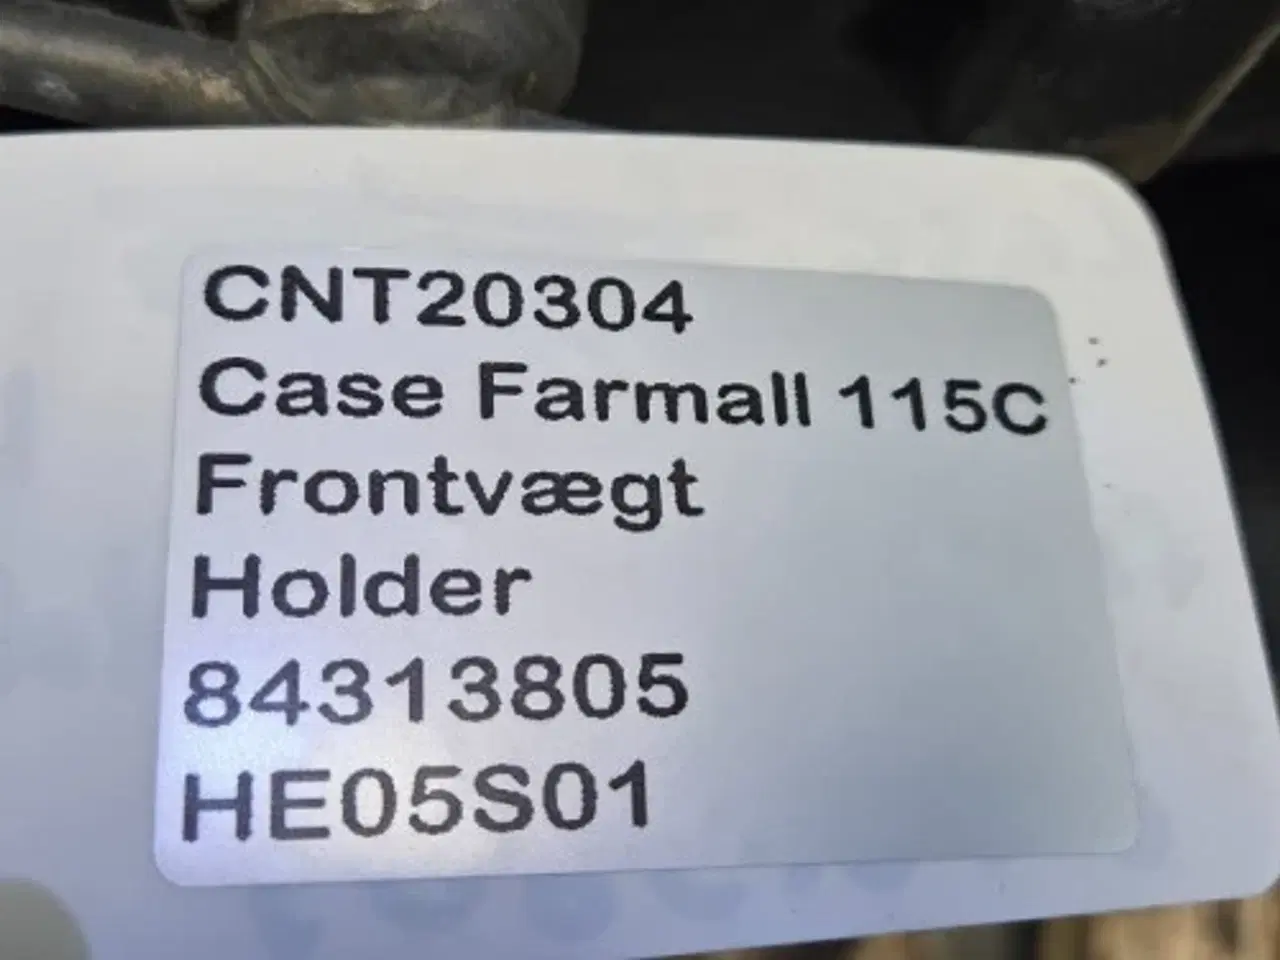 CNT20304
Case Farmall 115C
Frontvægt
Holder
84313805
HE05S01